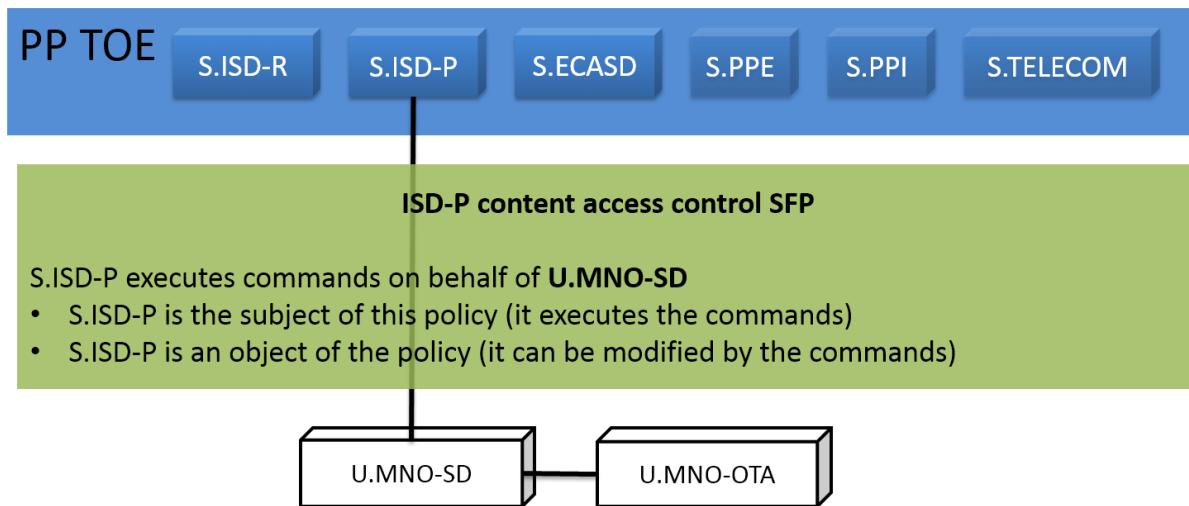 PP TOE
S.ISD-R S.ISD-P S.ECASD S.PPE S.PPI S.TELECOM
ISD-P content access control SFP
S.ISD-P executes commands on behalf of U.MNO-SD
• S.ISD-P is the subject of this policy (it executes the commands)
• S.ISD-P is an object of the policy (it can be modified by the commands)
U.MNO-SD U.MNO-OTA